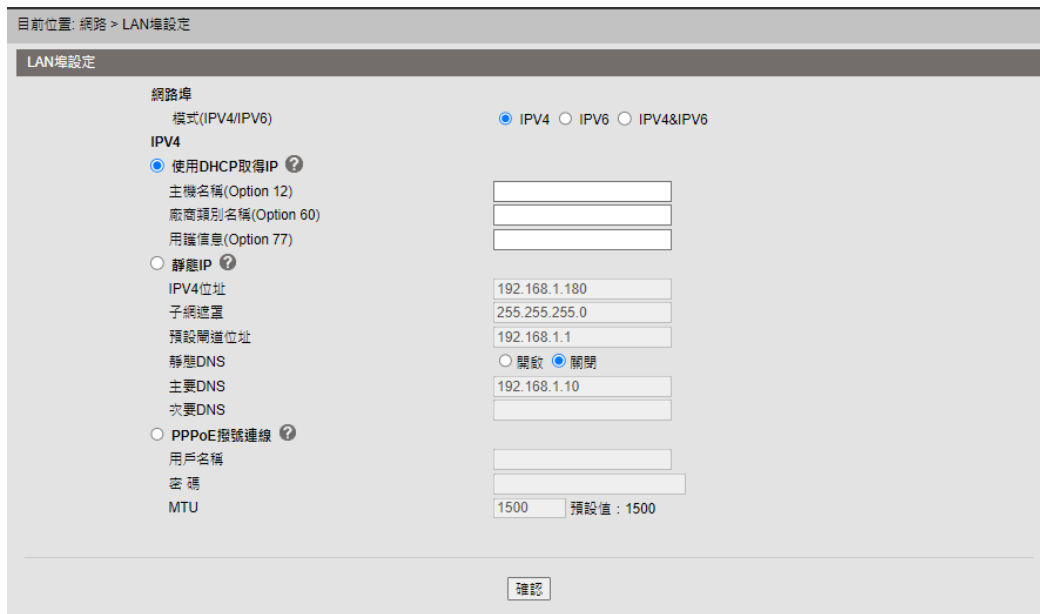 目前位置: 網路 > LAN埠設定
LAN埠設定
網路埠
模式(IPV4/IPV6) IPV4 IPV6 IPV4&IPV6
IPV4
使用DHCP取得IP ?
主機名稱(Option 12)
廠商類別名稱(Option 60)
用護信息(Option 77)
靜態IP ?
IPV4位址 192.168.1.180
子網遮罩 255.255.255.0
預設閘道位址 192.168.1.1
靜態DNS 開啟 關閉
主要DNS 192.168.1.10
次要DNS
PPPoE撥號連線 ?
用戶名稱
密 碼
MTU 1500 預設值：1500
確認